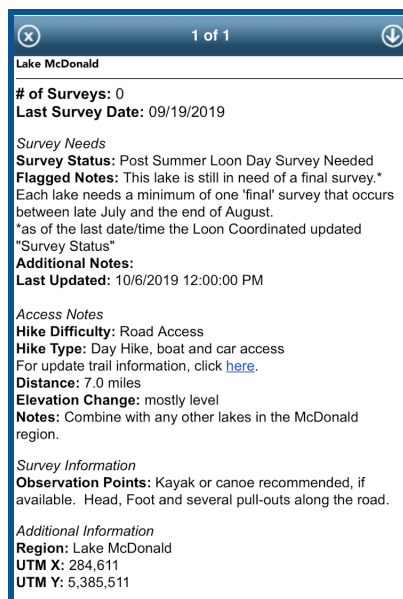 1 of 1
Lake McDonald
# of Surveys: 0
Last Survey Date: 09/19/2019
Survey Needs
Survey Status: Post Summer Loon Day Survey Needed
Flagged Notes: This lake is still in need of a final survey.*
Each lake needs a minimum of one 'final' survey that occurs
between late July and the end of August.
*as of the last date/time the Loon Coordinated updated
"Survey Status"
Additional Notes:
Last Updated: 10/6/2019 12:00:00 PM
Access Notes
Hike Difficulty: Road Access
Hike Type: Day Hike, boat and car access
For update trail information, click here.
Distance: 7.0 miles
Elevation Change: mostly level
Notes: Combine with any other lakes in the McDonald
region.
Survey Information
Observation Points: Kayak or canoe recommended, if
available.  Head, Foot and several pull-outs along the road.
Additional Information
Region: Lake McDonald
UTM X: 284,611
UTM Y: 5,385,511